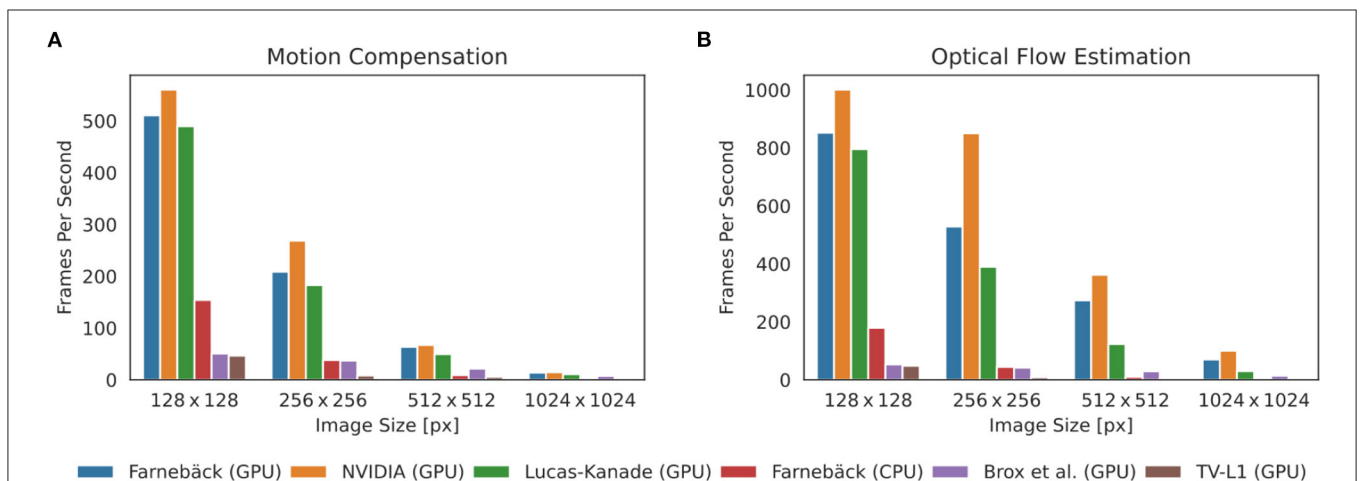 A
Motion Compensation
Frames Per Second
500
400
300
200
100
0
128 x 128
256 x 256
512 x 512
1024 x 1024
Image Size [px]
B
Optical Flow Estimation
Frames Per Second
1000
800
600
400
200
0
128 x 128
256 x 256
512 x 512
1024 x 1024
Image Size [px]
Farnebäck (GPU)
NVIDIA (GPU)
Lucas-Kanade (GPU)
Farnebäck (CPU)
Brox et al. (GPU)
TV-L1 (GPU)